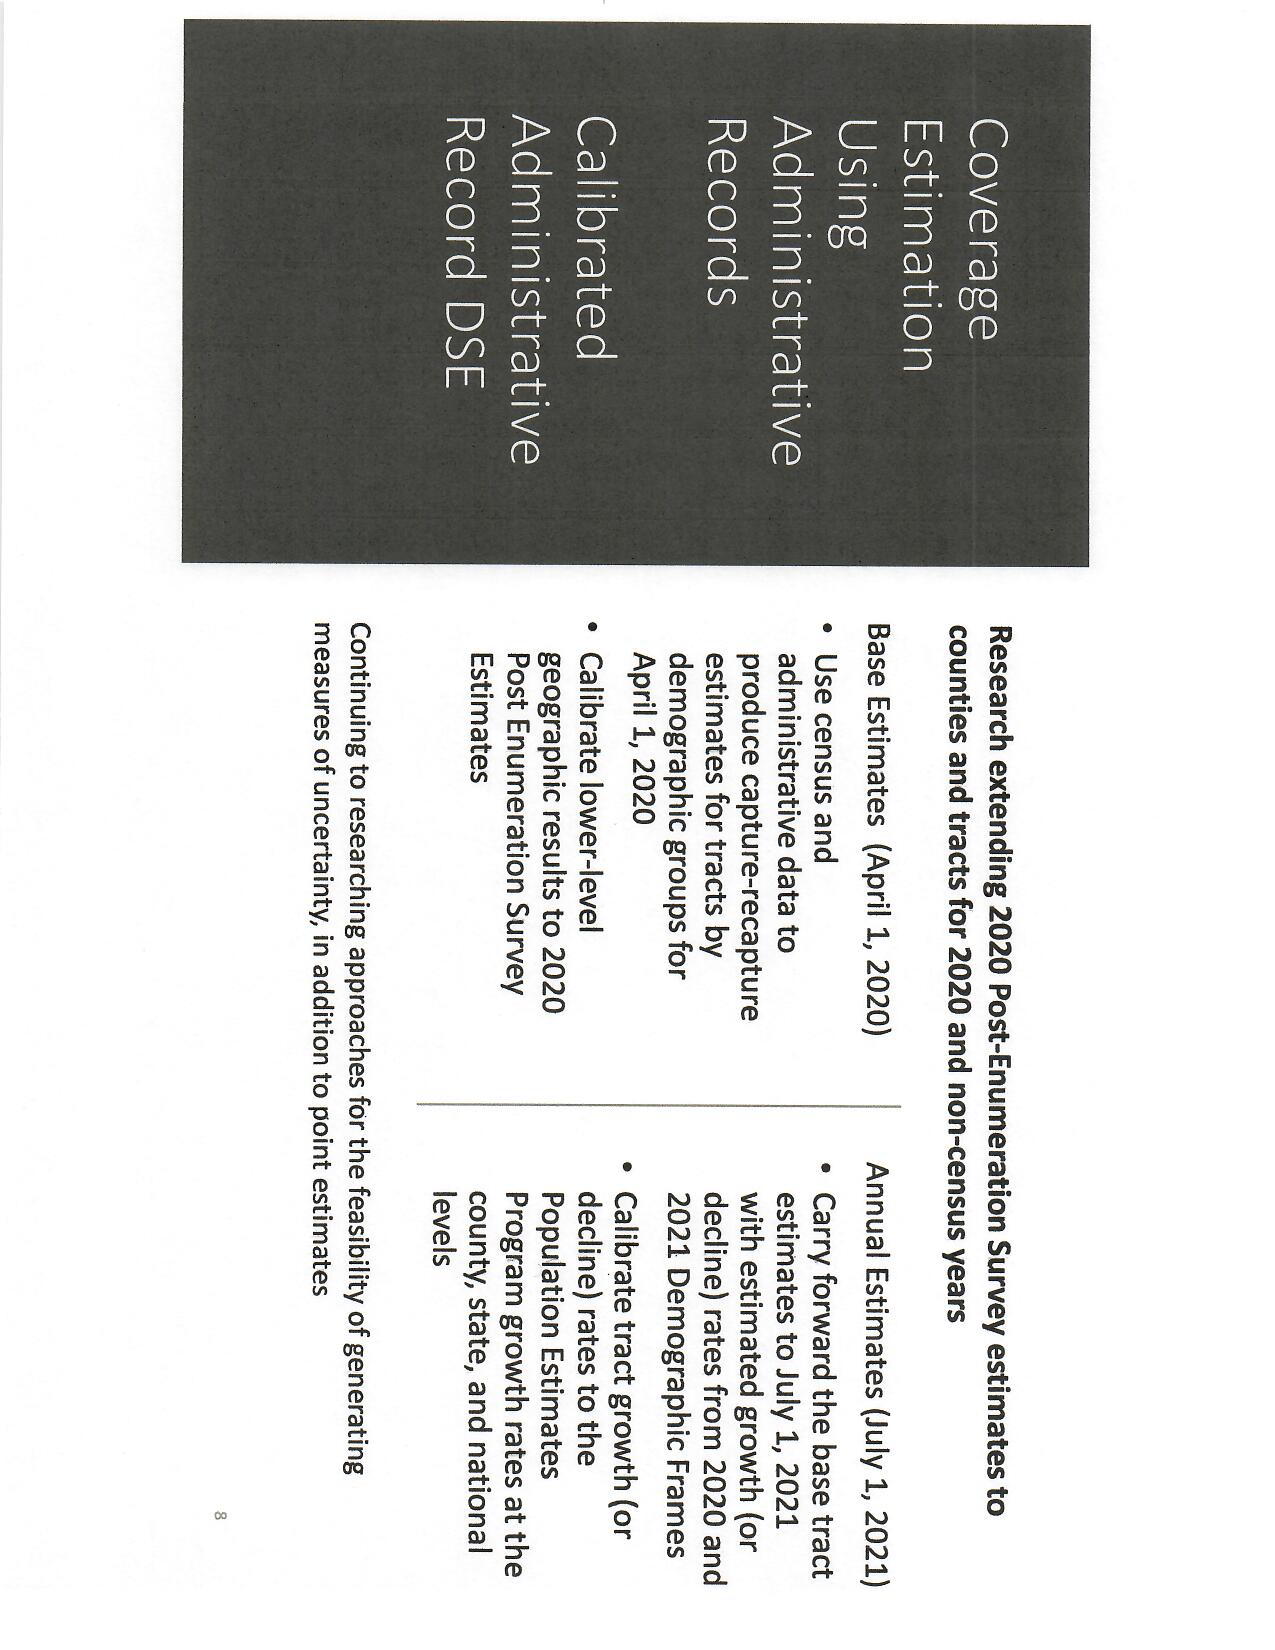 Coverage
Estimation
Using
Administrative
Records
Calibrated
Administrative
Record DSE
Research extending 2020 Post-Enumeration Survey estimates to
counties and tracts for 2020 and non-census years
Base Estimates (April 1, 2020)
• Use census and
administrative data to
produce capture-recapture
estimates for tracts by
demographic groups for
April 1, 2020
• Calibrate lower-level
geographic results to 2020
Post Enumeration Survey
Estimates
Annual Estimates (July 1, 2021)
• Carry forward the base tract
estimates to July 1, 2021
with estimated growth (or
decline) rates from 2020 and
2021 Demographic Frames
• Calibrate tract growth (or
decline) rates to the
Population Estimates
Program growth rates at the
county, state, and national
levels
Continuing to researching approaches for the feasibility of generating
measures of uncertainty, in addition to point estimates
8